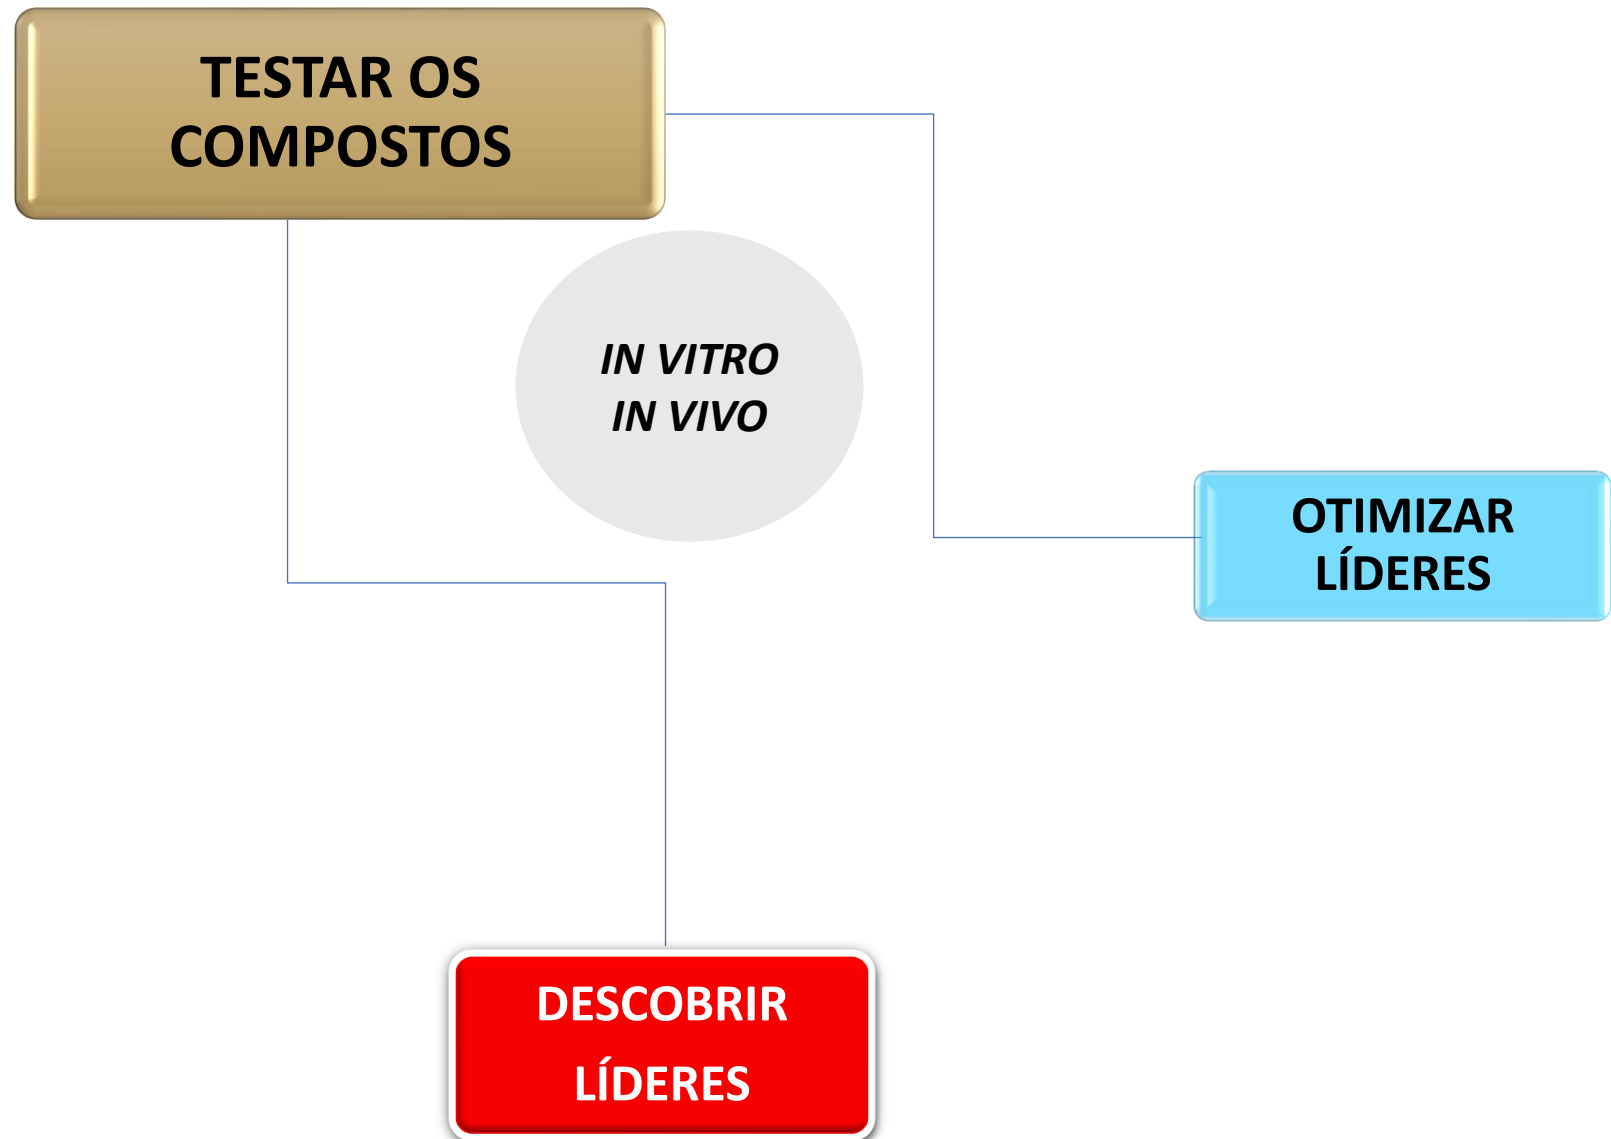 TESTAR OS
COMPOSTOS
IN VITRO
IN VIVO
OTIMIZAR
LÍDERES
DESCOBRIR
LÍDERES